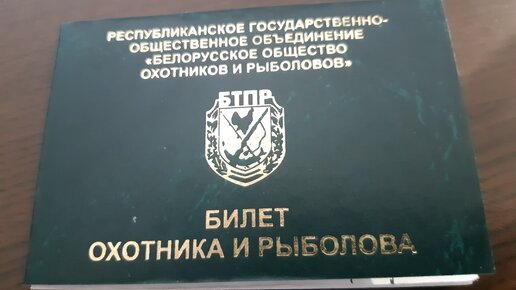 РЕСПУБЛИКАНСКОЕ ГОСУДАРСТВЕННО-
ОБЩЕСТВЕННОЕ ОБЪЕДИНЕНИЕ
«БЕЛОРУССКОЕ ОБЩЕСТВО
ОХОТНИКОВ И РЫБОЛОВОВ»
БТПР
БИЛЕТ
ОХОТНИКА И РЫБОЛОВА